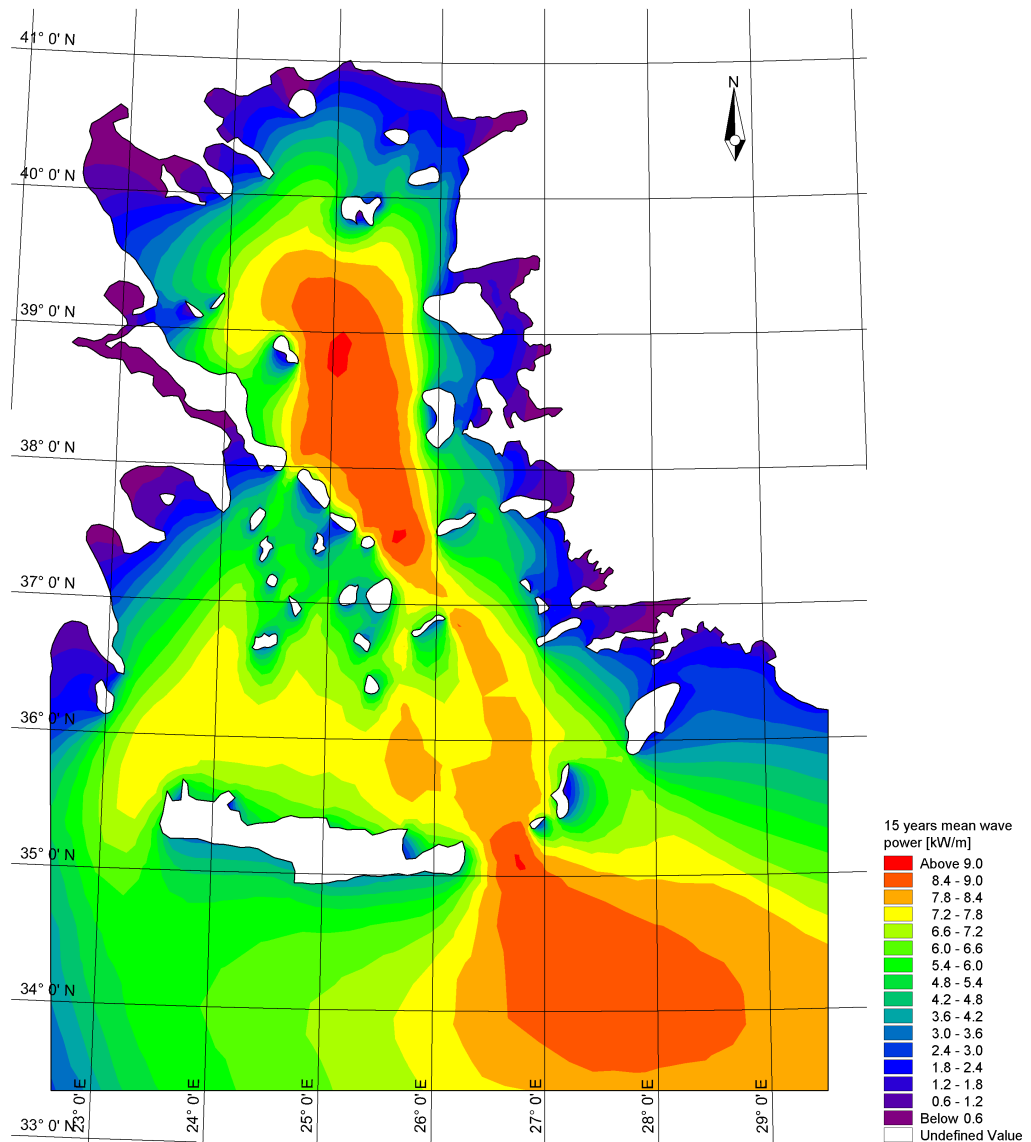 41° 0' N
N
40° 0' N
39° 0' N
38° 0' N
37° 0' N
36° 0' N
35° 0' N
34° 0' N
33° 0' N
23° 0' E
24° 0' E
25° 0' E
26° 0' E
27° 0' E
28° 0' E
29° 0' E
15 years mean wave
power [kW/m]
Above 9.0
8.4 - 9.0
7.8 - 8.4
7.2 - 7.8
6.6 - 7.2
6.0 - 6.6
5.4 - 6.0
4.8 - 5.4
4.2 - 4.8
3.6 - 4.2
3.0 - 3.6
2.4 - 3.0
1.8 - 2.4
1.2 - 1.8
0.6 - 1.2
Below 0.6
Undefined Value